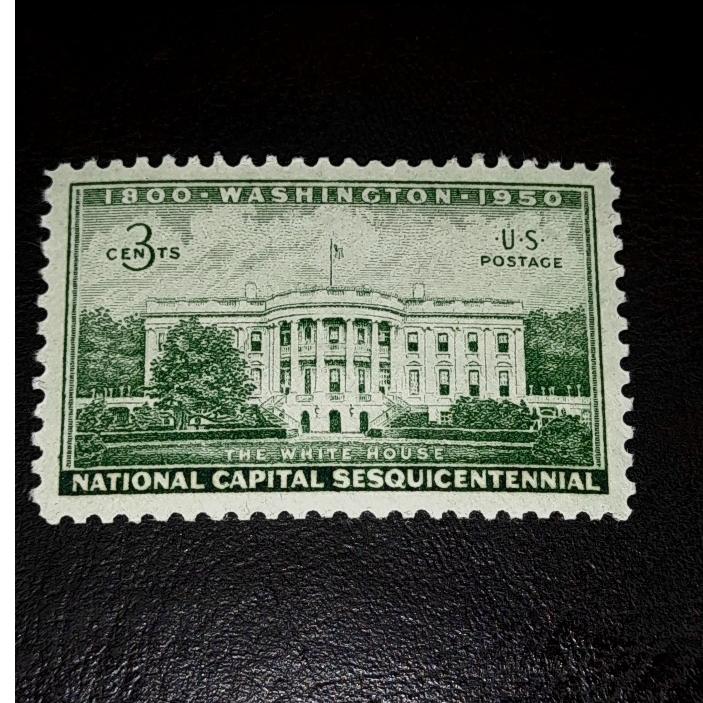 1800·WASHINGTON·1950
3
CENTS
·U·S·
POSTAGE
THE WHITE HOUSE
NATIONAL CAPITAL SESQUICENTENNIAL